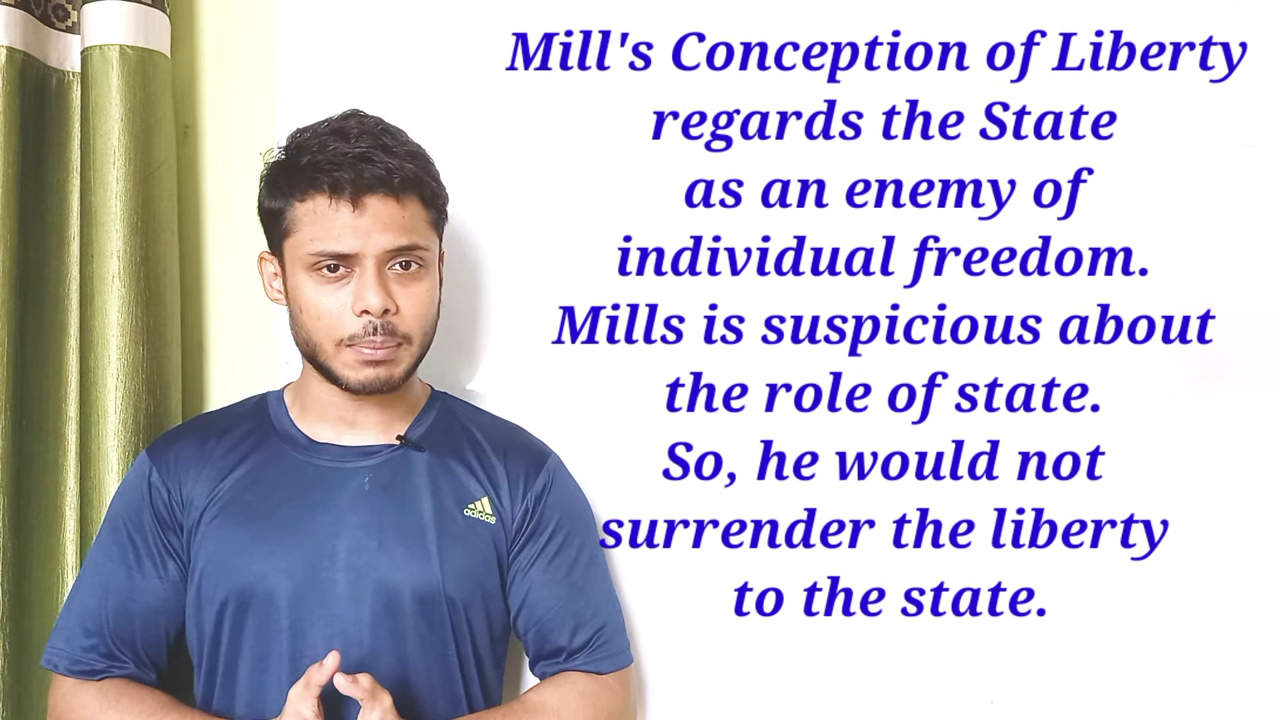 Mill's Conception of Liberty
regards the State
as an enemy of
individual freedom.
Mills is suspicious about
the role of state.
So, he would not
surrender the liberty
to the state.
adidas